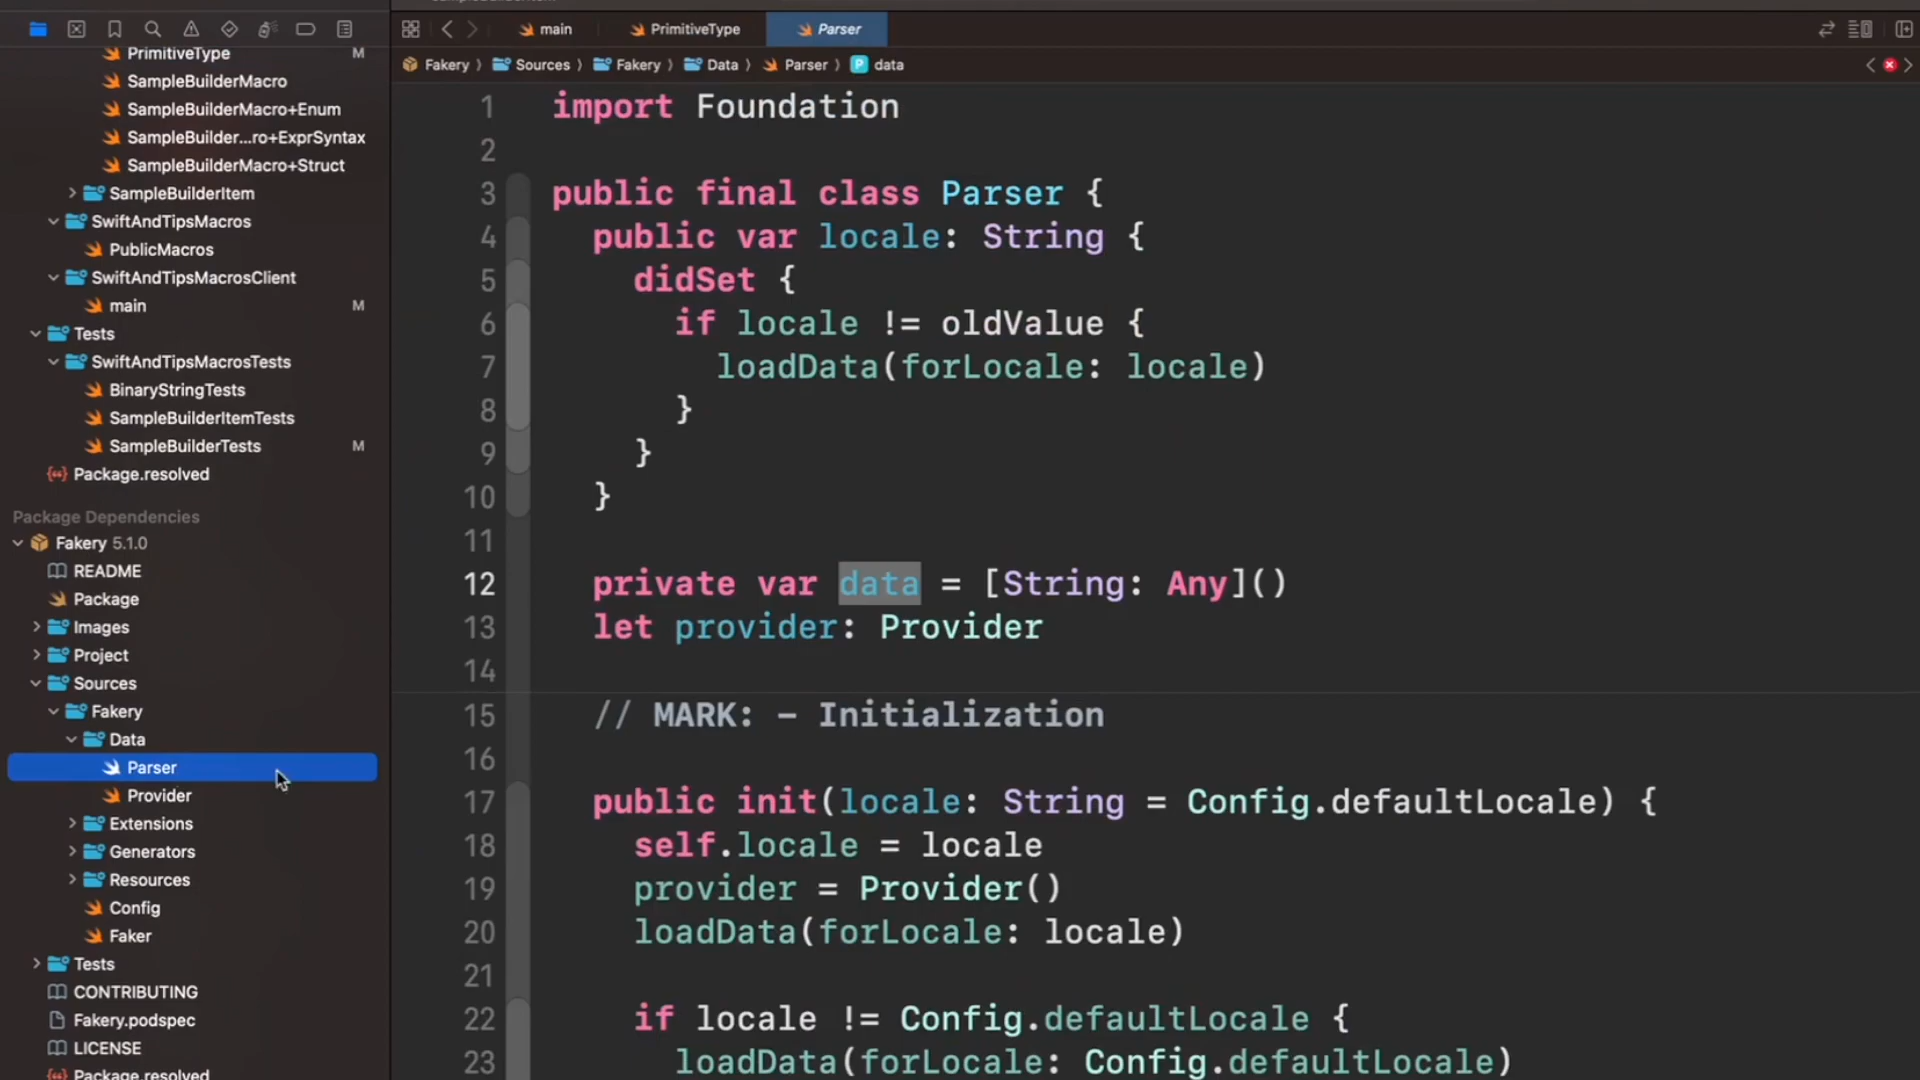 main
PrimitiveType
Parser
Fakery
Sources
Fakery
Data
Parser
P data
PrimitiveType M
SampleBuilderMacro
SampleBuilderMacro+Enum
SampleBuilder...ro+ExprSyntax
SampleBuilderMacro+Struct
SampleBuilderItem
SwiftAndTipsMacros
PublicMacros
SwiftAndTipsMacrosClient
main M
Tests
SwiftAndTipsMacrosTests
BinaryStringTests
SampleBuilderItemTests
SampleBuilderTests M
Package.resolved
Package Dependencies
Fakery 5.1.0
README
Package
Images
Project
Sources
Fakery
Data
Parser
Provider
Extensions
Generators
Resources
Config
Faker
Tests
CONTRIBUTING
Fakery.podspec
LICENSE
Package.resolved
1 import Foundation
2
3 public final class Parser {
4 public var locale: String {
5 didSet {
6 if locale != oldValue {
7 loadData(forLocale: locale)
8 }
9 }
10 }
11
12 private var data = [String: Any]()
13 let provider: Provider
14
15 // MARK: – Initialization
16
17 public init(locale: String = Config.defaultLocale) {
18 self.locale = locale
19 provider = Provider()
20 loadData(forLocale: locale)
21
22 if locale != Config.defaultLocale {
23 loadData(forLocale: Config.defaultLocale)